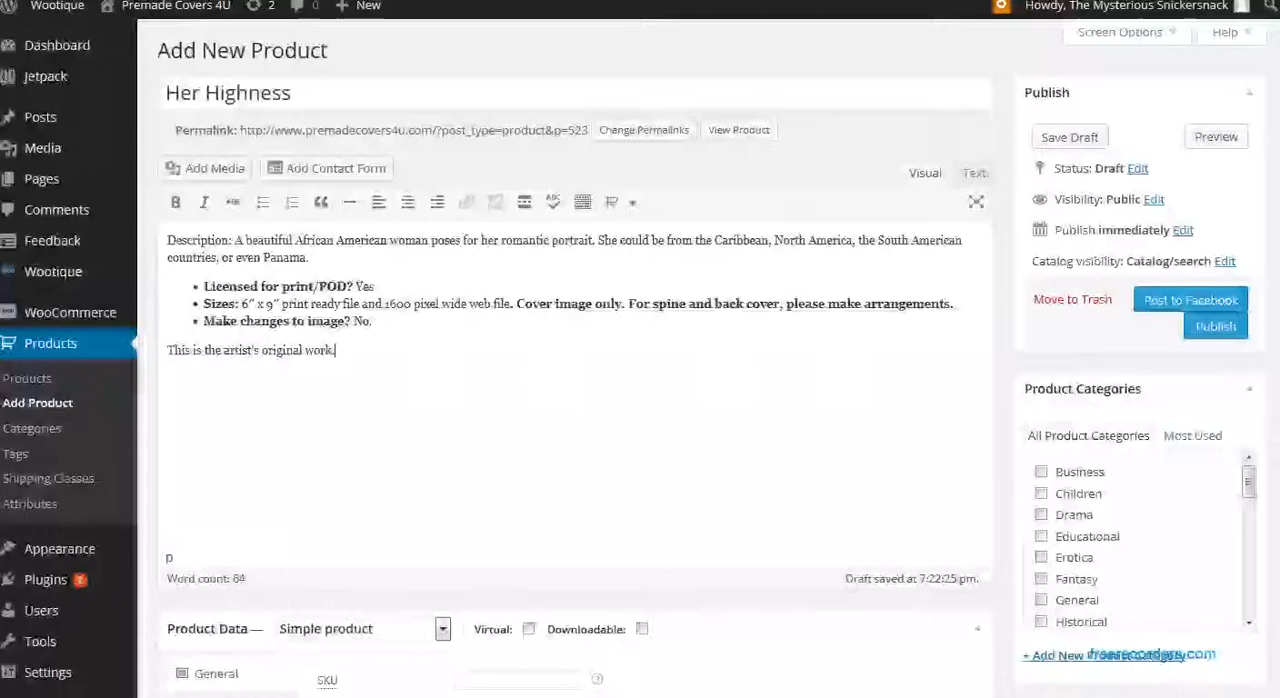 Wootique Premade Covers 4U 2 0 New Howdy, The Mysterious Snickersnack
Screen Options Help
Dashboard
Jetpack
Posts
Media
Pages
Comments
Feedback
Wootique
WooCommerce
Products
Products
Add Product
Categories
Tags
Shipping Classes
Attributes
Appearance
Plugins
Users
Tools
Settings
Add New Product
Her Highness
Permalink: http://www.premadecovers4u.com/?post_type=product&p=523 Change Permalinks View Product
Add Media Add Contact Form
Visual Text
B I ABC
Description: A beautiful African American woman poses for her romantic portrait. She could be from the Caribbean, North America, the South American
countries, or even Panama.
• Licensed for print/POD? Yes
• Sizes: 6″ x 9″ print ready file and 1600 pixel wide web file. Cover image only. For spine and back cover, please make arrangements.
• Make changes to image? No.
This is the artist's original work.
p
Word count: 64 Draft saved at 7:22:25 pm.
Product Data — Simple product Virtual: Downloadable:
General
SKU
Publish
Save Draft Preview
Status: Draft Edit
Visibility: Public Edit
Publish immediately Edit
Catalog visibility: Catalog/search Edit
Move to Trash Post to Facebook
Publish
Product Categories
All Product Categories Most Used
Business
Children
Drama
Educational
Erotica
Fantasy
General
Historical
+ Add New Product Category